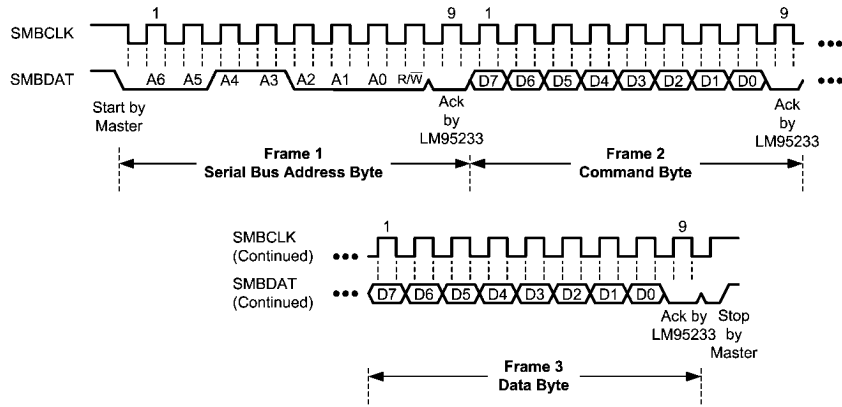 1 9 1 9
SMBCLK
SMBDAT A6 A5 A4 A3 A2 A1 A0 R/W D7 D6 D5 D4 D3 D2 D1 D0
Start by
Master
Ack
by
LM95233
Ack
by
LM95233
Frame 1
Serial Bus Address Byte
Frame 2
Command Byte
1 9
SMBCLK
(Continued)
SMBDAT
(Continued)
D7 D6 D5 D4 D3 D2 D1 D0
Ack by
LM95233
Stop
by
Master
Frame 3
Data Byte